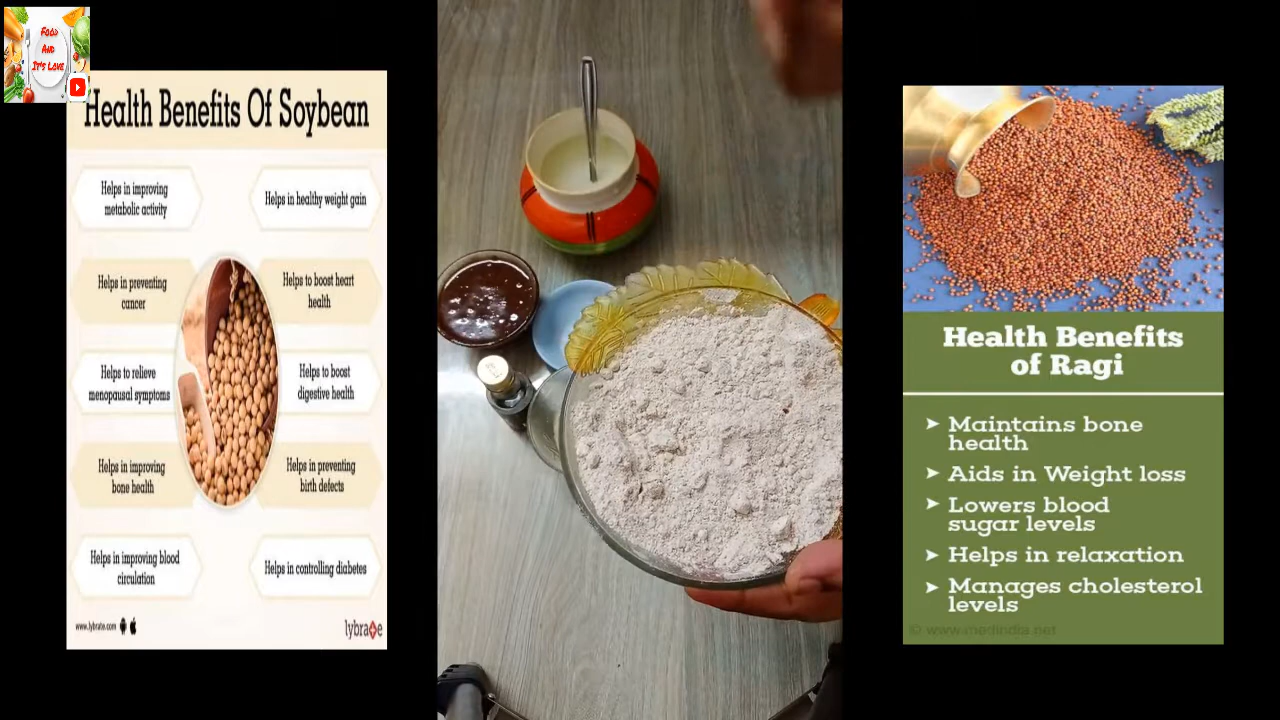 Food
And
It's Love
Health Benefits Of Soybean
Helps in improving
metabolic activity
Helps in healthy weight gain
Helps in preventing
cancer
Helps to boost heart
health
Helps to relieve
menopausal symptoms
Helps to boost
digestive health
Helps in improving
bone health
Helps in preventing
birth defects
Helps in improving blood
circulation
Helps in controlling diabetes
www.lybrate.com
lybrate
Health Benefits
of Ragi
➤ Maintains bone
health
➤ Aids in Weight loss
➤ Lowers blood
sugar levels
➤ Helps in relaxation
➤ Manages cholesterol
levels
© www.medindia.net